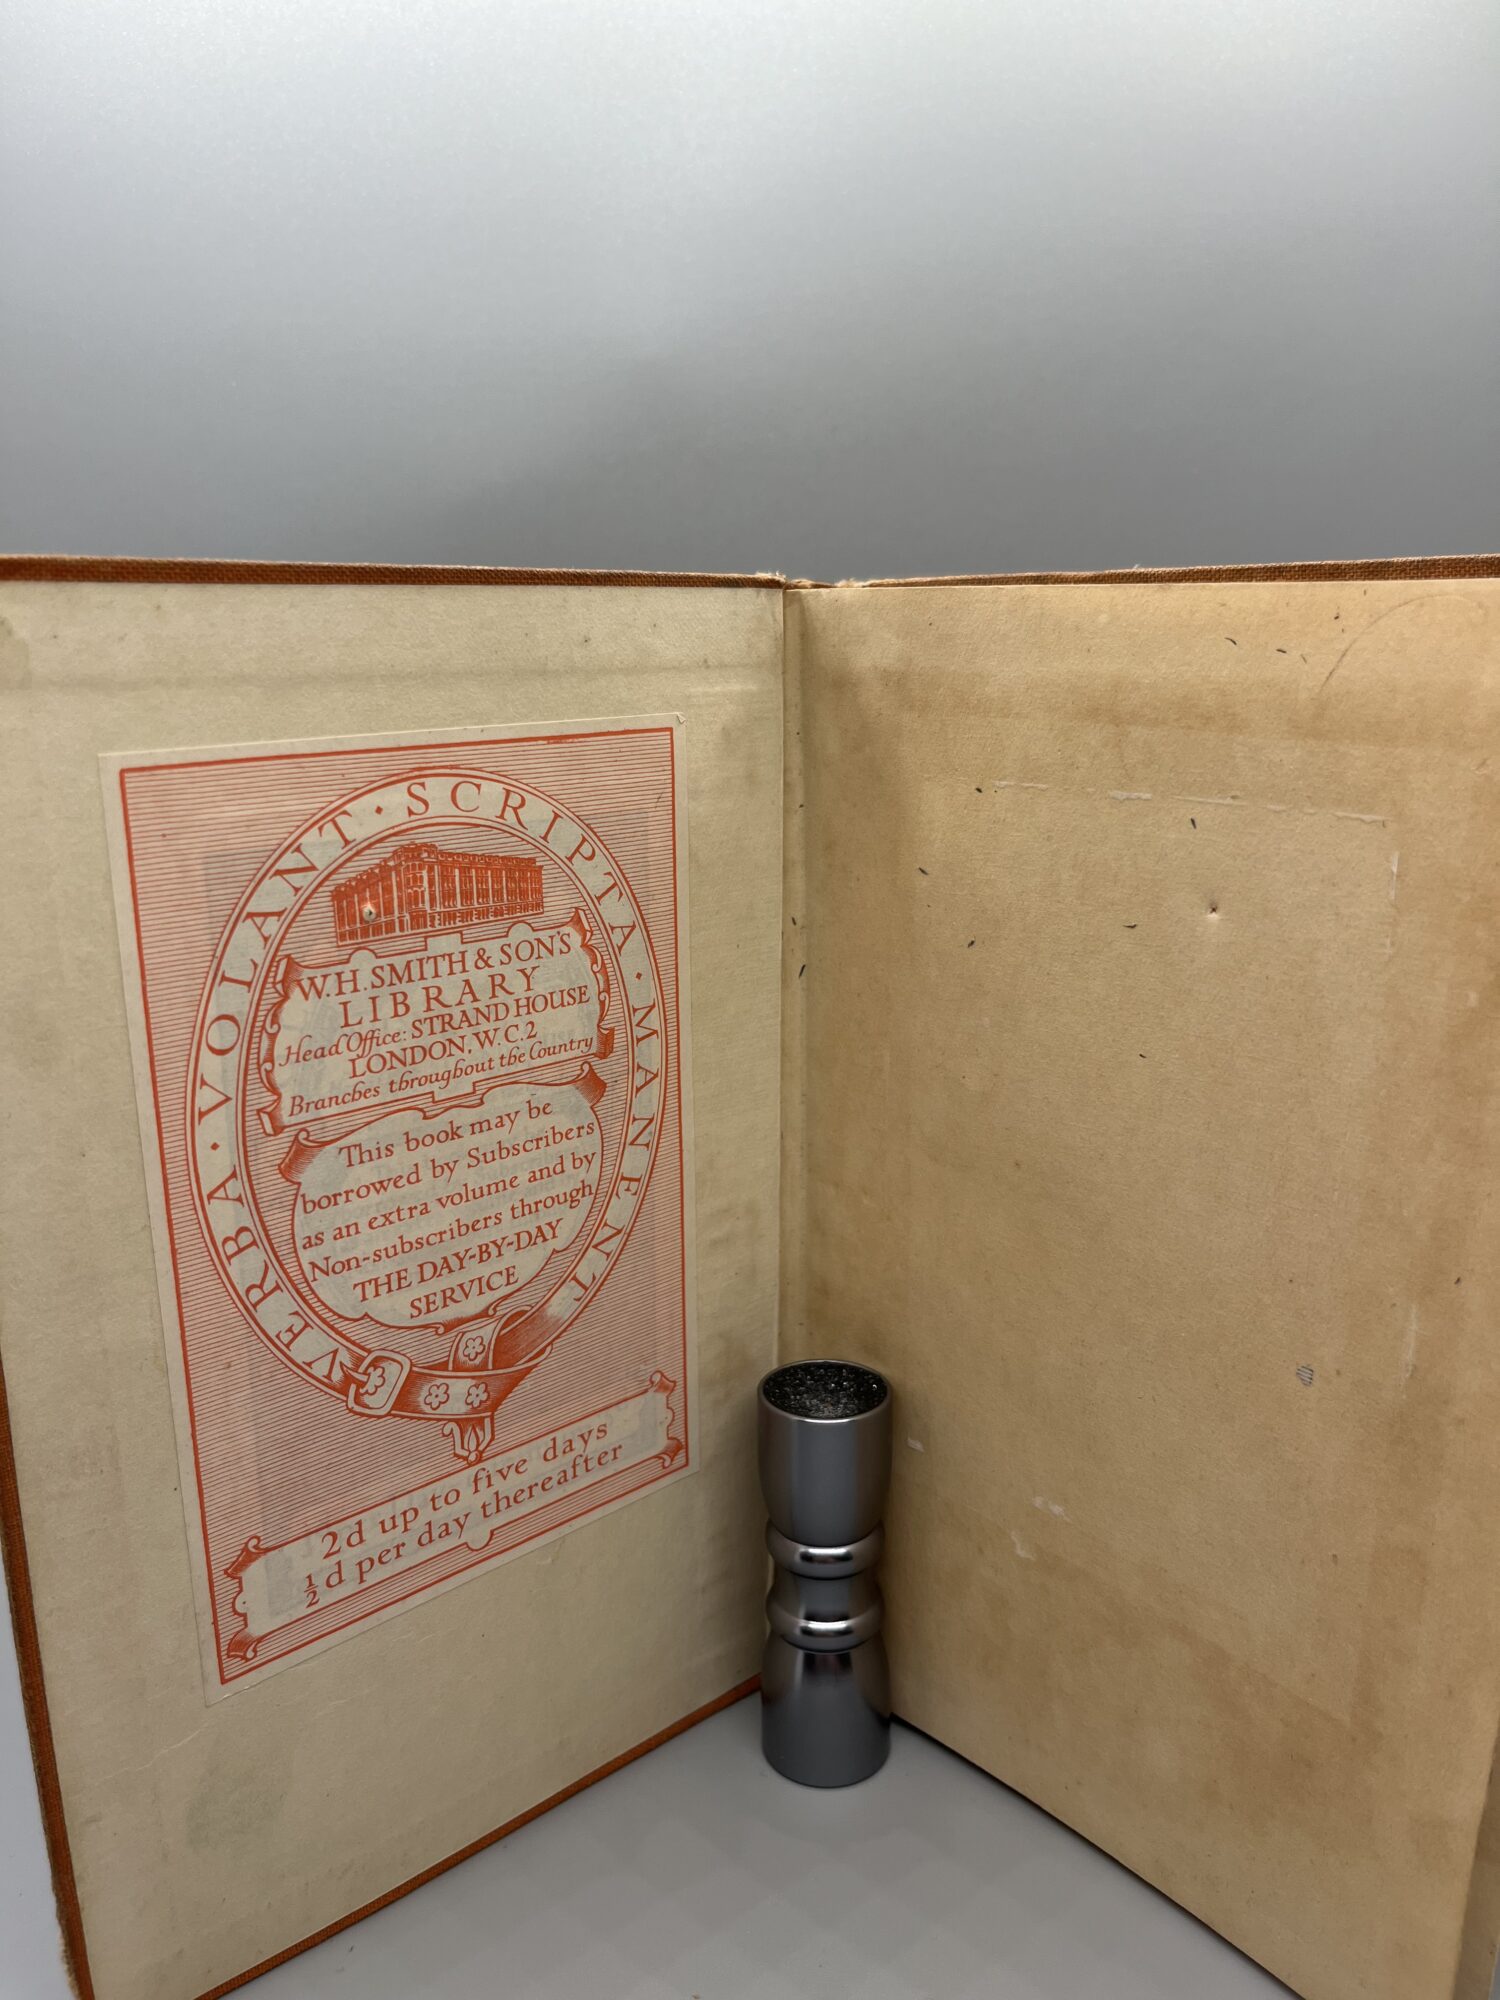 VERBA · VOLANT · SCRIPTA · MANENT
W.H. SMITH & SON'S
LIBRARY
Head Office: STRAND HOUSE
LONDON, W.C.2
Branches throughout the Country
This book may be
borrowed by Subscribers
as an extra volume and by
Non-subscribers through
THE DAY-BY-DAY
SERVICE
2d up to five days
½d per day thereafter